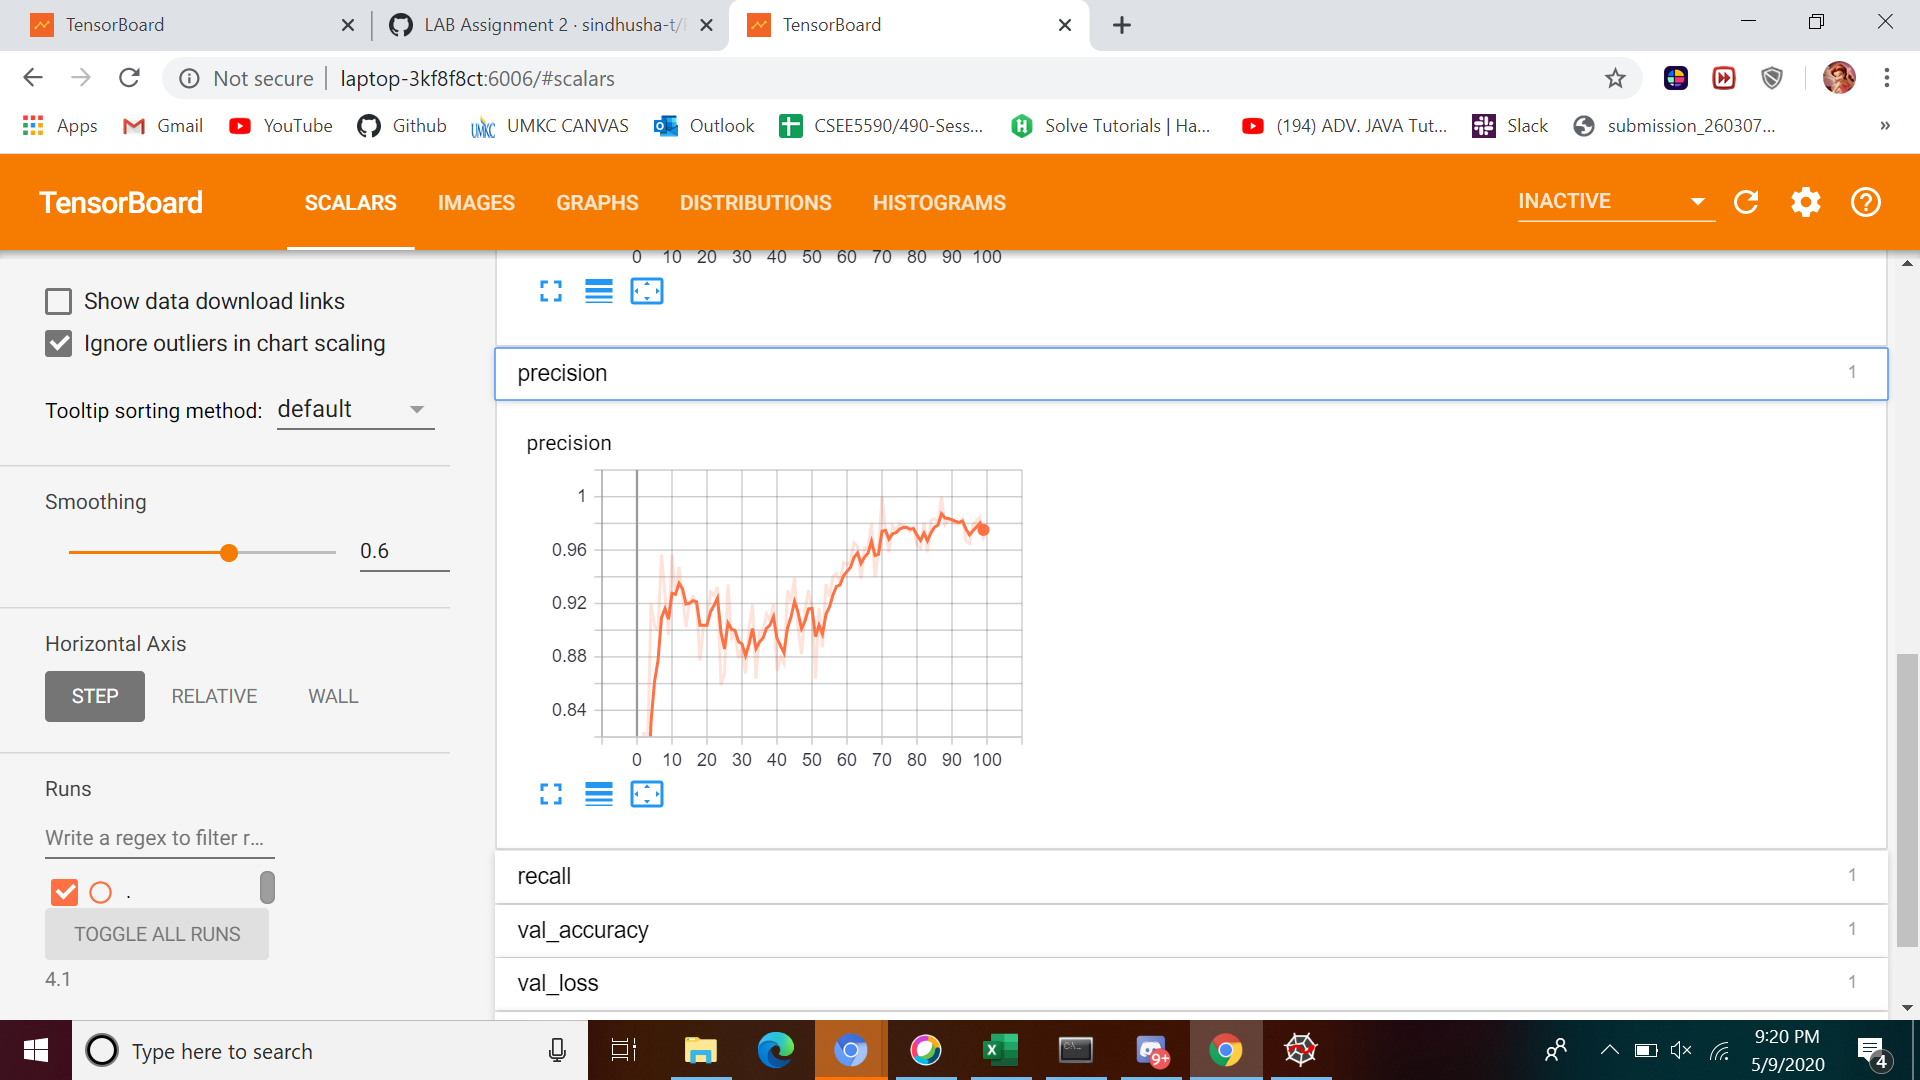 TensorBoard
LAB Assignment 2 · sindhusha-t/
TensorBoard
Not secure
laptop-3kf8f8ct:6006/#scalars
Apps
Gmail
YouTube
Github
UMKC CANVAS
Outlook
CSEE5590/490-Sess...
Solve Tutorials | Ha...
(194) ADV. JAVA Tut...
Slack
submission_260307...
»
TensorBoard
SCALARS
IMAGES
GRAPHS
DISTRIBUTIONS
HISTOGRAMS
INACTIVE
Show data download links
Ignore outliers in chart scaling
Tooltip sorting method: default
Smoothing
0.6
Horizontal Axis
STEP
RELATIVE
WALL
Runs
Write a regex to filter r...
.
TOGGLE ALL RUNS
4.1
0 10 20 30 40 50 60 70 80 90 100
precision
1
precision
1
0.96
0.92
0.88
0.84
0 10 20 30 40 50 60 70 80 90 100
recall
1
val_accuracy
1
val_loss
1
Type here to search
9+
9:20 PM
5/9/2020
4